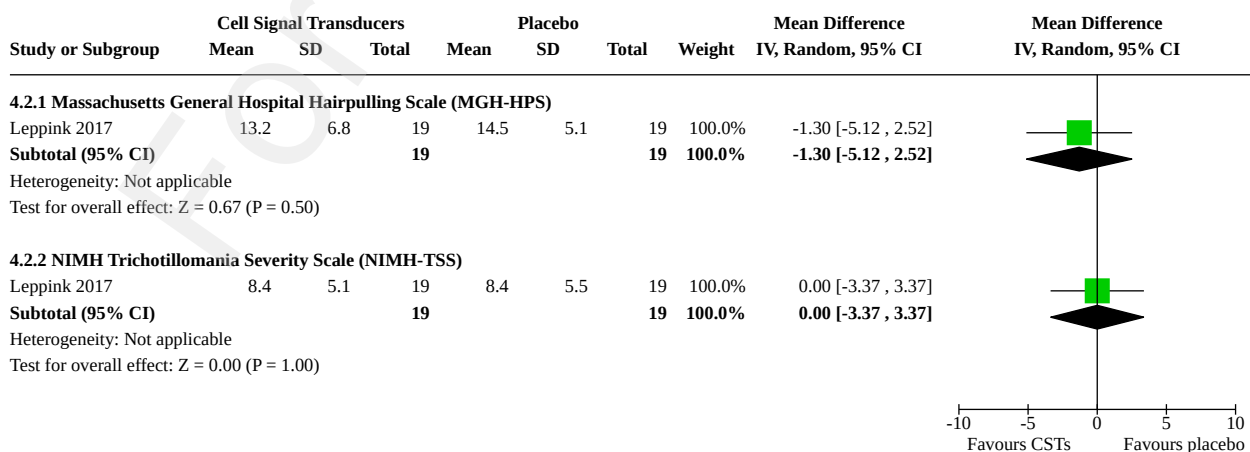 Cell Signal Transducers Placebo Mean Difference Mean Difference
Study or Subgroup Mean SD Total Mean SD Total Weight IV, Random, 95% CI IV, Random, 95% CI
4.2.1 Massachusetts General Hospital Hairpulling Scale (MGH-HPS)
Leppink 2017 13.2 6.8 19 14.5 5.1 19 100.0% -1.30 [-5.12 , 2.52]
Subtotal (95% CI) 19 19 100.0% -1.30 [-5.12 , 2.52]
Heterogeneity: Not applicable
Test for overall effect: Z = 0.67 (P = 0.50)
4.2.2 NIMH Trichotillomania Severity Scale (NIMH-TSS)
Leppink 2017 8.4 5.1 19 8.4 5.5 19 100.0% 0.00 [-3.37 , 3.37]
Subtotal (95% CI) 19 19 100.0% 0.00 [-3.37 , 3.37]
Heterogeneity: Not applicable
Test for overall effect: Z = 0.00 (P = 1.00)
-10 -5 0 5 10
Favours CSTs Favours placebo
For